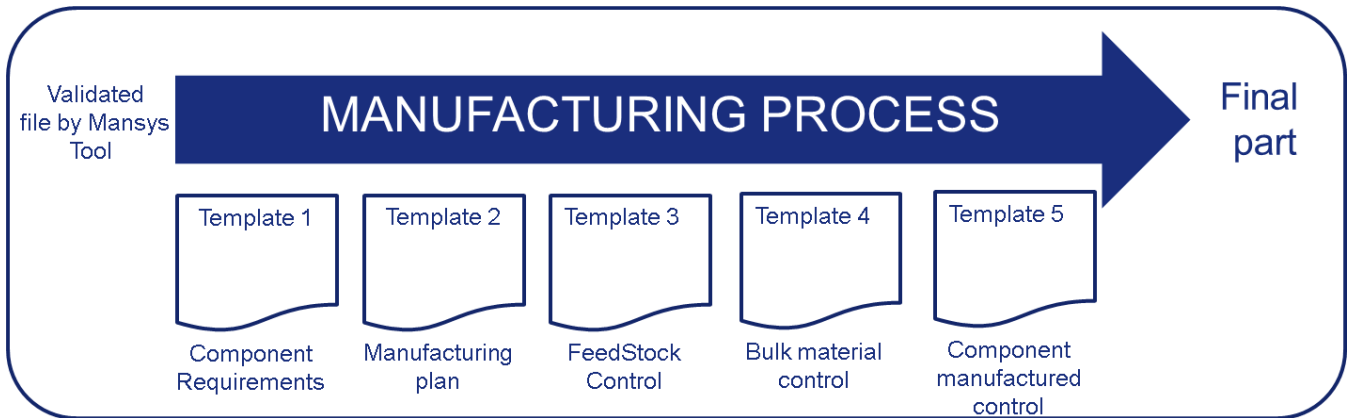 Validated
file by Mansys
Tool
MANUFACTURING PROCESS
Final
part
Template 1
Template 2
Template 3
Template 4
Template 5
Component
Requirements
Manufacturing
plan
FeedStock
Control
Bulk material
control
Component
manufactured
control